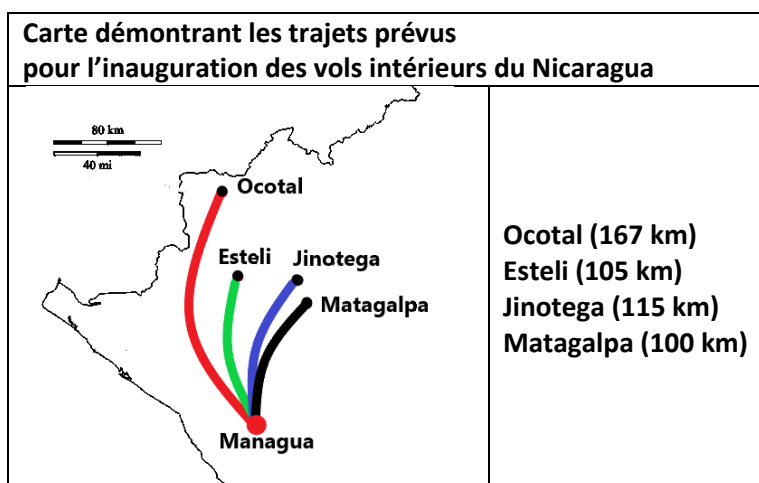 Carte démontrant les trajets prévus
pour l’inauguration des vols intérieurs du Nicaragua
80 km
40 mi
Ocotal
Esteli
Jinotega
Matagalpa
Managua
Ocotal (167 km)
Esteli (105 km)
Jinotega (115 km)
Matagalpa (100 km)